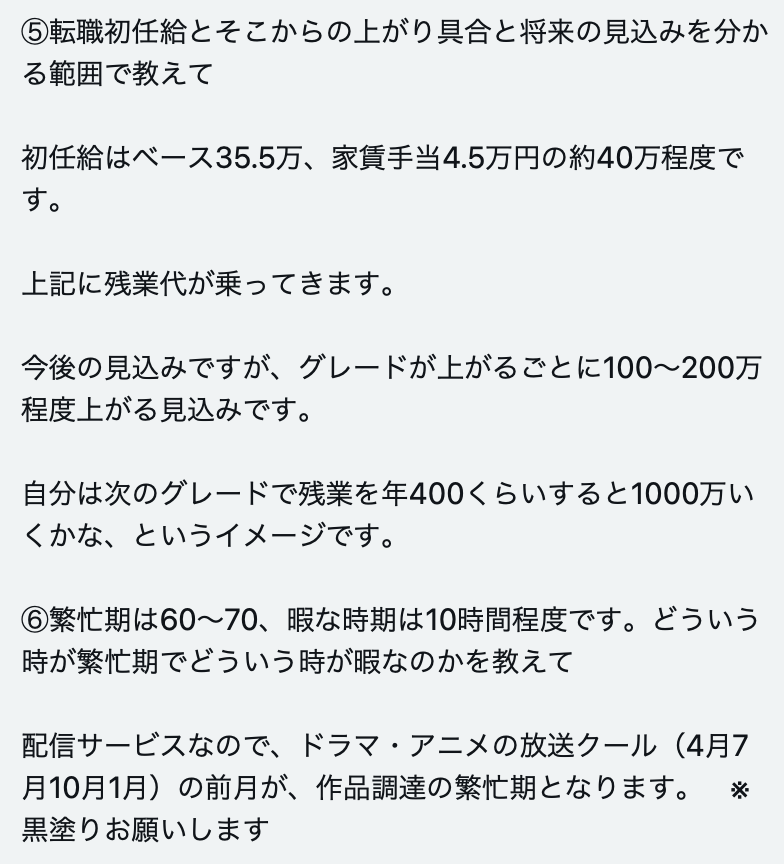 ⑤転職初任給とそこからの上がり具合と将来の見込みを分か
る範囲で教えて
初任給はベース35.5万、家賃手当4.5万円の約40万程度で
す。
上記に残業代が乗ってきます。
今後の見込みですが、グレードが上がるごとに100〜200万
程度上がる見込みです。
自分は次のグレードで残業を年400くらいすると1000万い
くかな、というイメージです。
⑥繁忙期は60〜70、暇な時期は10時間程度です。どういう
時が繁忙期でどういう時が暇なのかを教えて
配信サービスなので、ドラマ・アニメの放送クール（4月7
月10月1月）の前月が、作品調達の繁忙期となります。　※
黒塗りお願いします